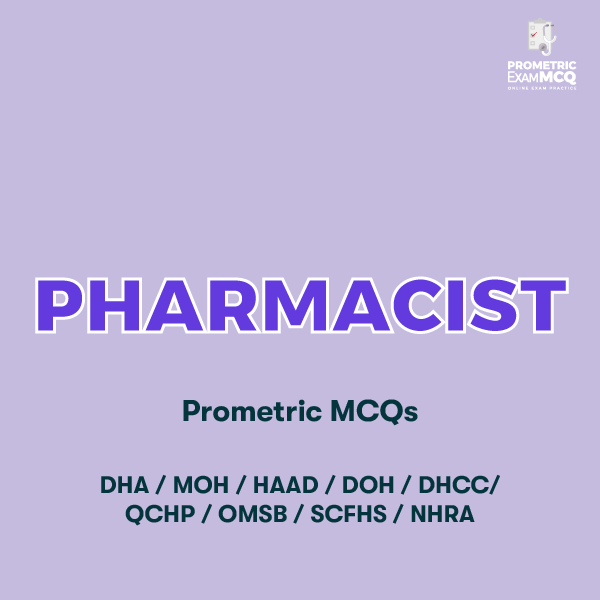 PROMETRIC
EXAMMCQ
ONLINE EXAM PRACTICE
PHARMACIST
Prometric MCQs
DHA / MOH / HAAD / DOH / DHCC/
QCHP / OMSB / SCFHS / NHRA